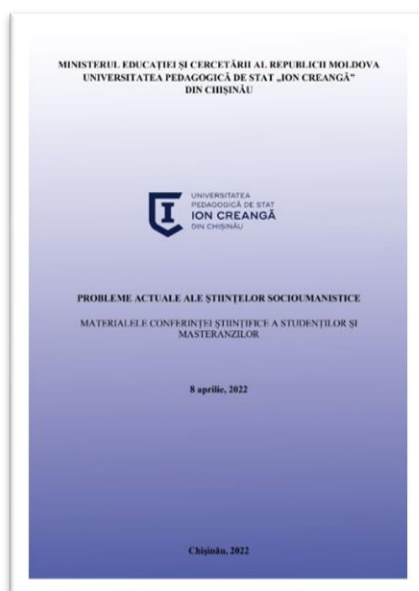 MINISTERUL EDUCAȚIEI ȘI CERCETĂRII AL REPUBLICII MOLDOVA
UNIVERSITATEA PEDAGOGICĂ DE STAT „ION CREANGĂ”
DIN CHIȘINĂU
UNIVERSITATEA
PEDAGOGICĂ DE STAT
ION CREANGĂ
DIN CHIȘINĂU
PROBLEME ACTUALE ALE ȘTIINȚELOR SOCIOUMANISTICE
MATERIALELE CONFERINȚEI ȘTIINȚIFICE A STUDENȚILOR ȘI
MASTERANZILOR
8 aprilie, 2022
Chișinău, 2022